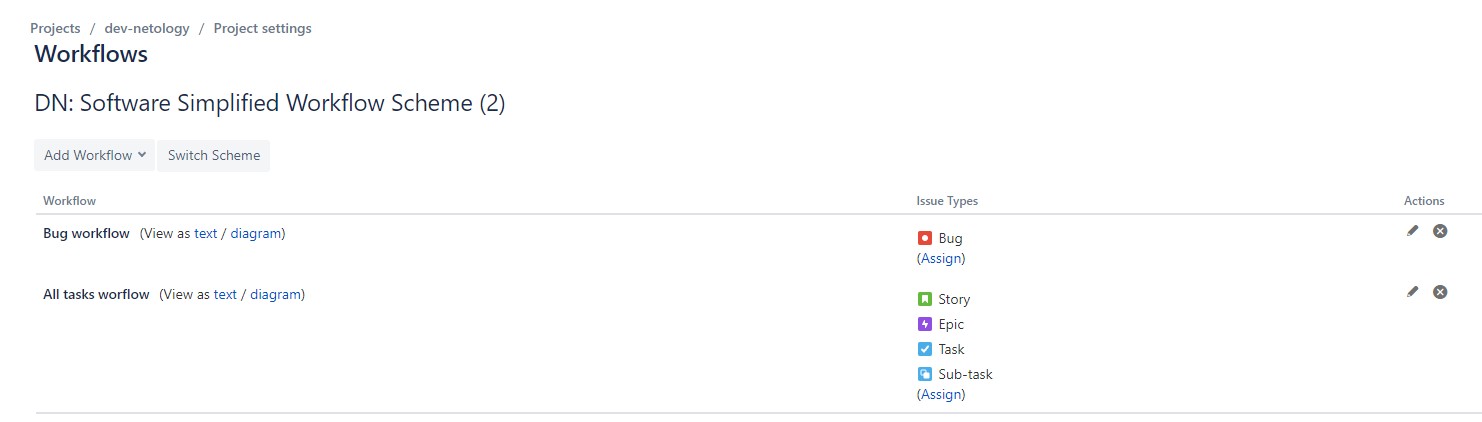 Projects / dev-netology / Project settings
Workflows
DN: Software Simplified Workflow Scheme (2)
Add Workflow Switch Scheme
Workflow Issue Types Actions
Bug workflow (View as text / diagram) Bug
(Assign)
All tasks worflow (View as text / diagram) Story
Epic
Task
Sub-task
(Assign)